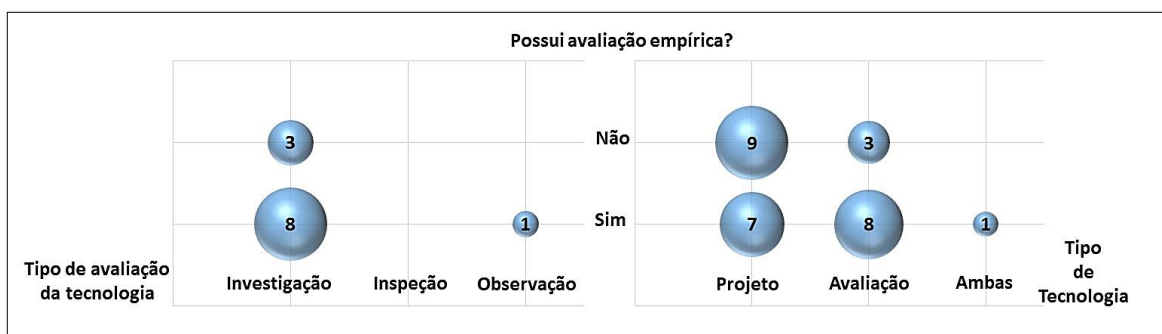 Possui avaliação empírica?
3
Não
9
3
8
1
Sim
7
8
1
Tipo de avaliação
da tecnologia
Investigação
Inspeção
Observação
Projeto
Avaliação
Ambas
Tipo
de
Tecnologia